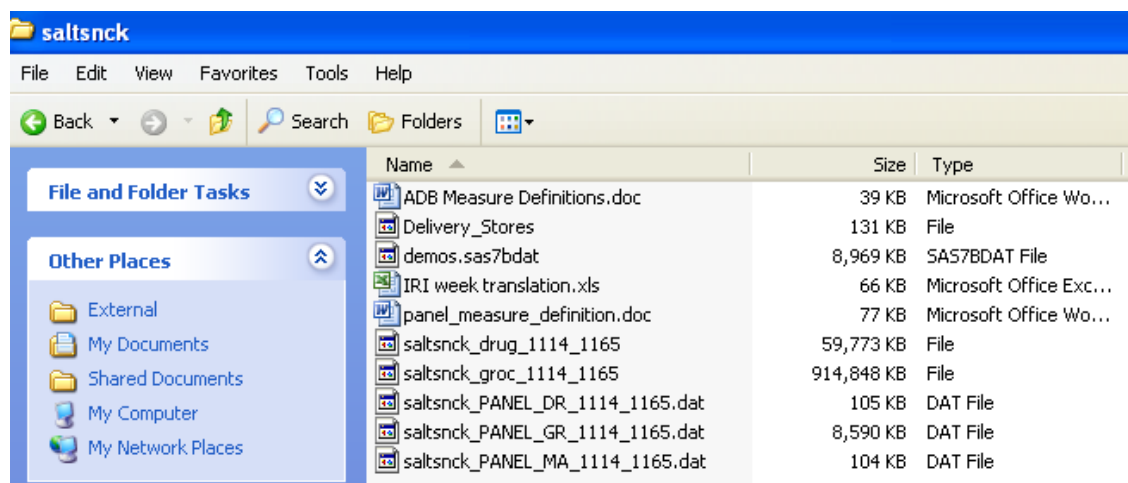 saltsnck
File Edit View Favorites Tools Help
Back Search Folders
Name Size Type
File and Folder Tasks
Other Places
External
My Documents
Shared Documents
My Computer
My Network Places
ADB Measure Definitions.doc 39 KB Microsoft Office Wo...
Delivery_Stores 131 KB File
demos.sas7bdat 8,969 KB SAS7BDAT File
IRI week translation.xls 66 KB Microsoft Office Exc...
panel_measure_definition.doc 77 KB Microsoft Office Wo...
saltsnck_drug_1114_1165 59,773 KB File
saltsnck_groc_1114_1165 914,848 KB File
saltsnck_PANEL_DR_1114_1165.dat 105 KB DAT File
saltsnck_PANEL_GR_1114_1165.dat 8,590 KB DAT File
saltsnck_PANEL_MA_1114_1165.dat 104 KB DAT File